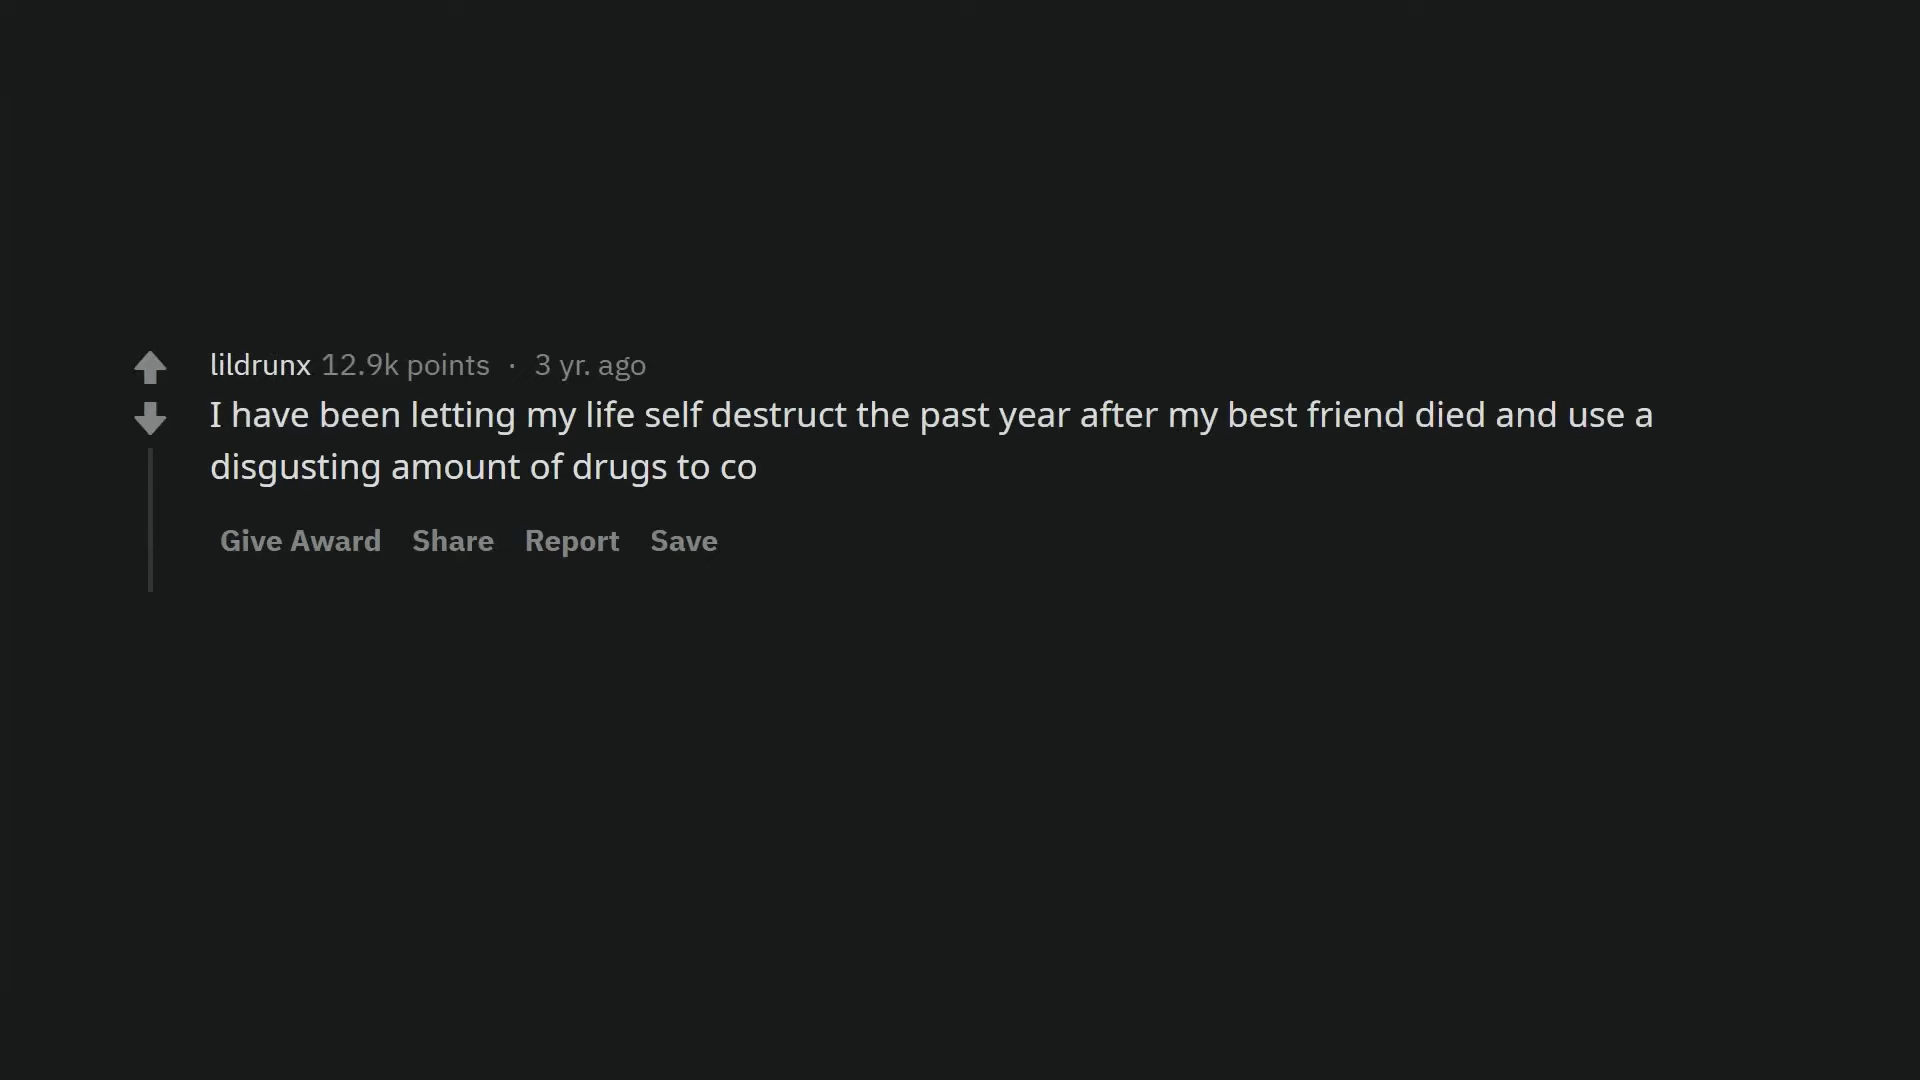 lildrunx 12.9k points · 3 yr. ago
I have been letting my life self destruct the past year after my best friend died and use a
disgusting amount of drugs to co
Give Award Share Report Save